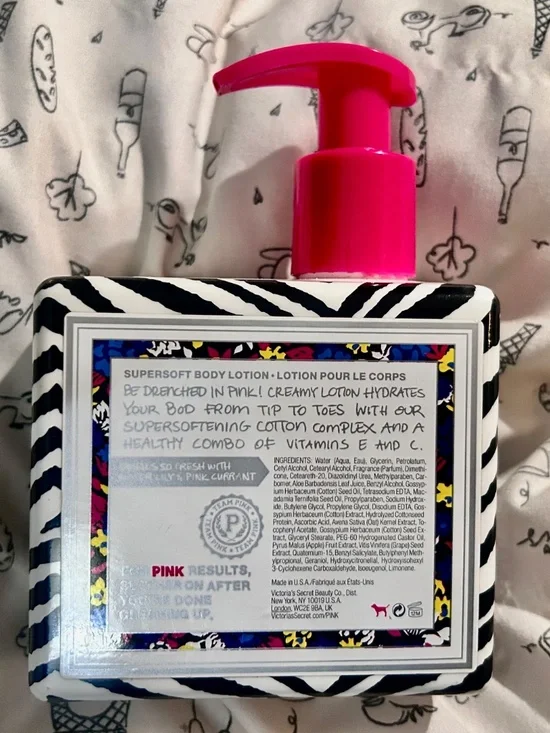 SUPERSOFT BODY LOTION • LOTION POUR LE CORPS
BE DRENCHED IN PINK! CREAMY LOTION HYDRATES
YOUR BOD FROM TIP TO TOES WITH OUR
SUPERSOFTENING COTTON COMPLEX AND A
HEALTHY COMBO OF VITAMINS E AND C.
SO FRESH WITH
& PINK CURRANT
TEAM PINK
P
PINK RESULTS,
ON AFTER
DONE
UP.
INGREDIENTS: Water (Aqua, Eau), Glycerin, Petrolatum,
Cetyl Alcohol, Cetearyl Alcohol, Fragrance (Parfum), Dimethi-
cone, Ceteareth-20, Diazolidinyl Urea, Methylparaben, Car-
bomer, Aloe Barbadensis Leaf Juice, Benzyl Alcohol, Gossyp-
ium Herbaceum (Cotton) Seed Oil, Tetrasodium EDTA, Mac-
adamia Ternifolia Seed Oil, Propylparaben, Sodium Hydrox-
ide, Butylene Glycol, Propylene Glycol, Disodium EDTA, Gos-
sypium Herbaceum (Cotton) Extract, Hydrolyzed Cottonseed
Protein, Ascorbic Acid, Avena Sativa (Oat) Kernel Extract, To-
copheryl Acetate, Gossypium Herbaceum (Cotton) Seed Ex-
tract, Glyceryl Stearate, PEG-60 Hydrogenated Castor Oil,
Pyrus Malus (Apple) Fruit Extract, Vitis Vinifera (Grape) Seed
Extract, Quaternium-15, Benzyl Salicylate, Butylphenyl Meth-
ylpropional, Geraniol, Hydroxycitronellal, Hydroxyisohexyl
3-Cyclohexene Carboxaldehyde, Isoeugenol, Limonene.
Made in U.S.A./Fabriqué aux États-Unis
Victoria's Secret Beauty Co., Dist.
New York, NY 10019 U.S.A.
London, WC2E 9BA, UK
VictoriasSecret.com/PINK
12M